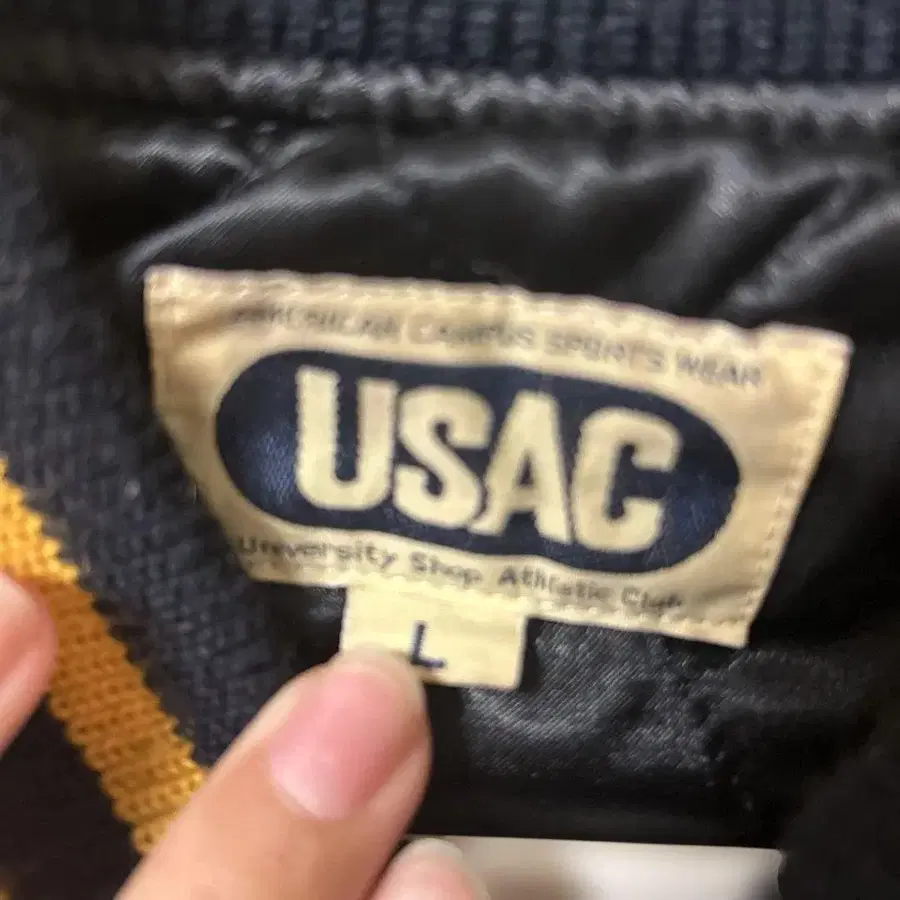 AMERICAN CAMPUS SPORTS WEAR
USAC
University Shop Athletic Club
L